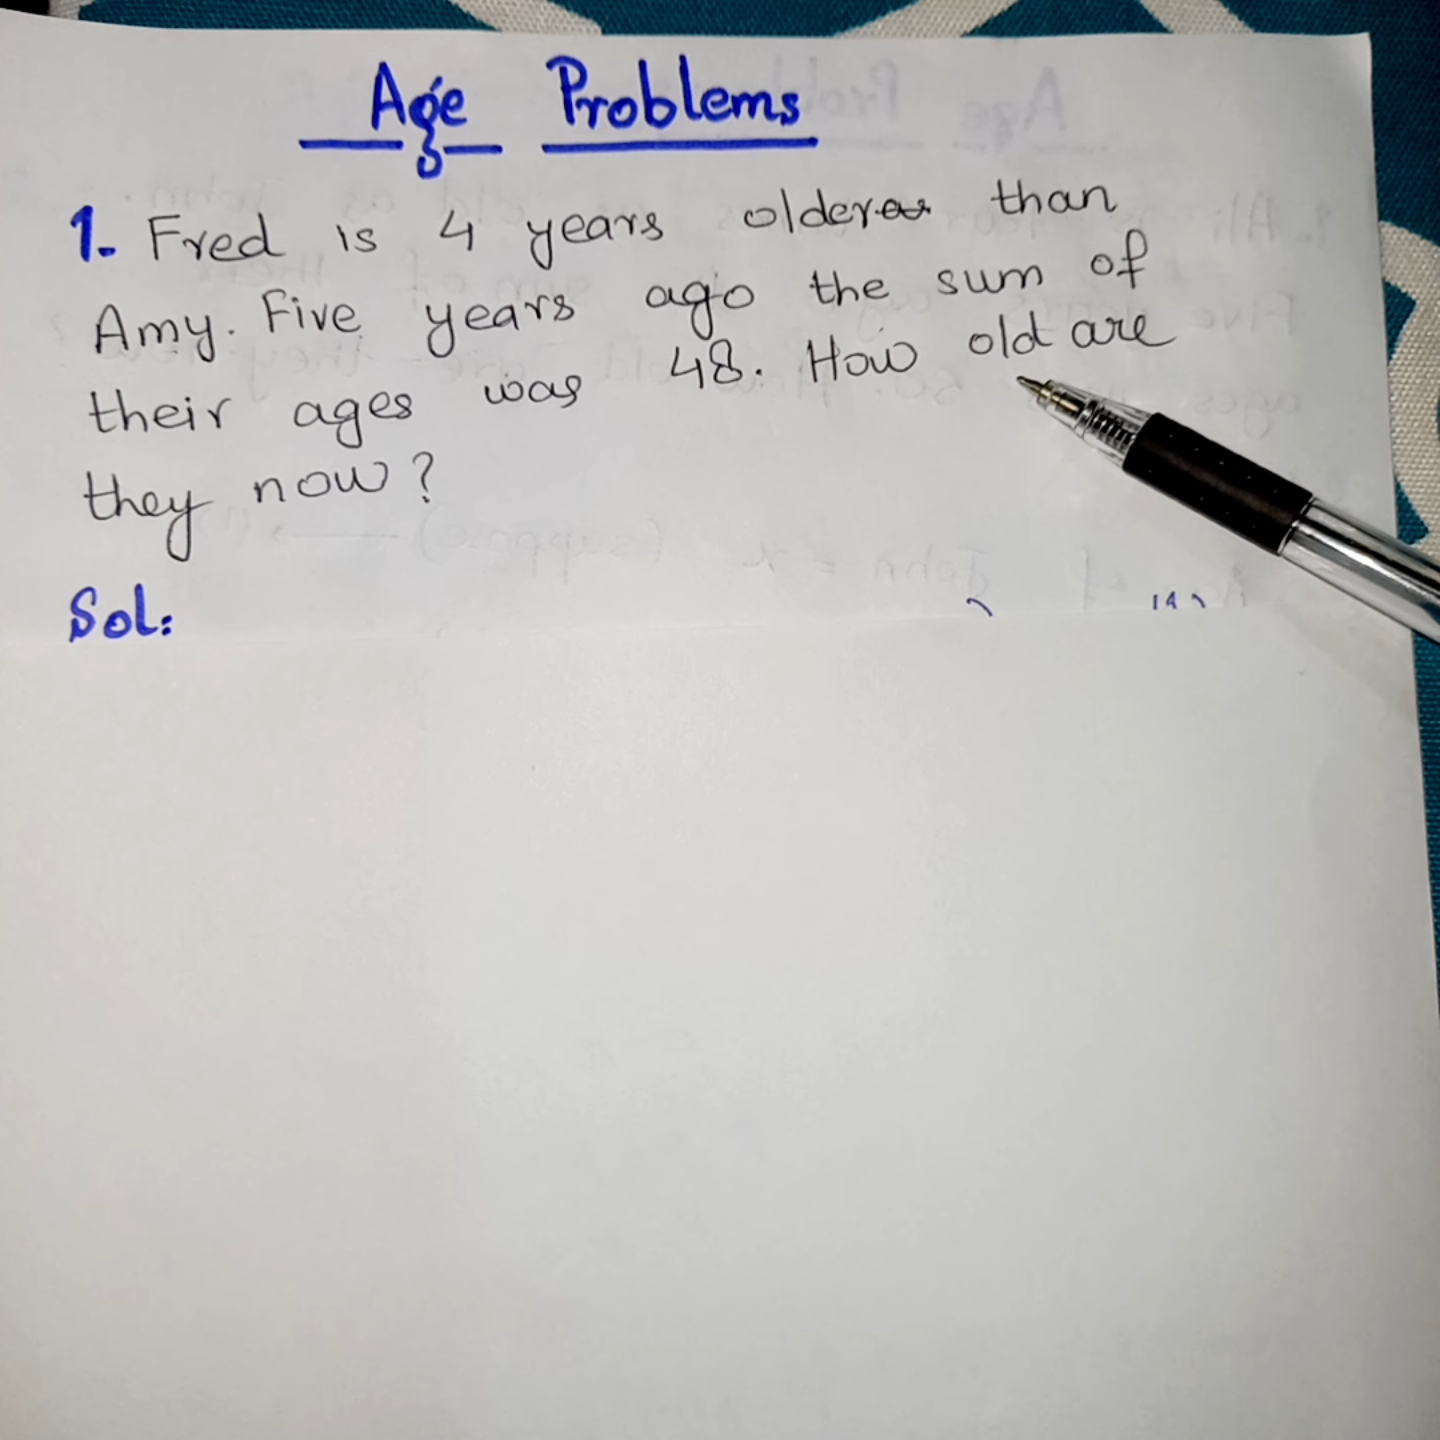 Age Problems
1. Fred is 4 years older than
Amy. Five years ago the sum of
their ages was 48. How old are
they now?
Sol: